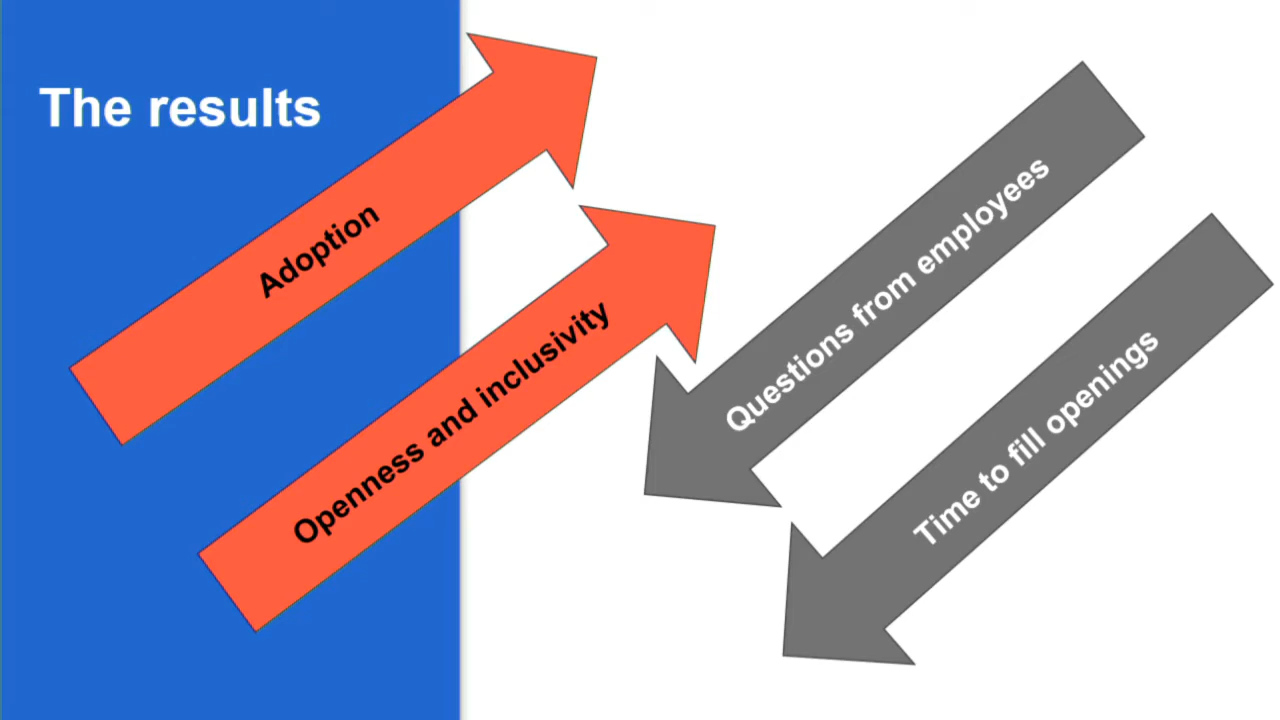 The results
Adoption
Openness and inclusivity
Questions from employees
Time to fill openings